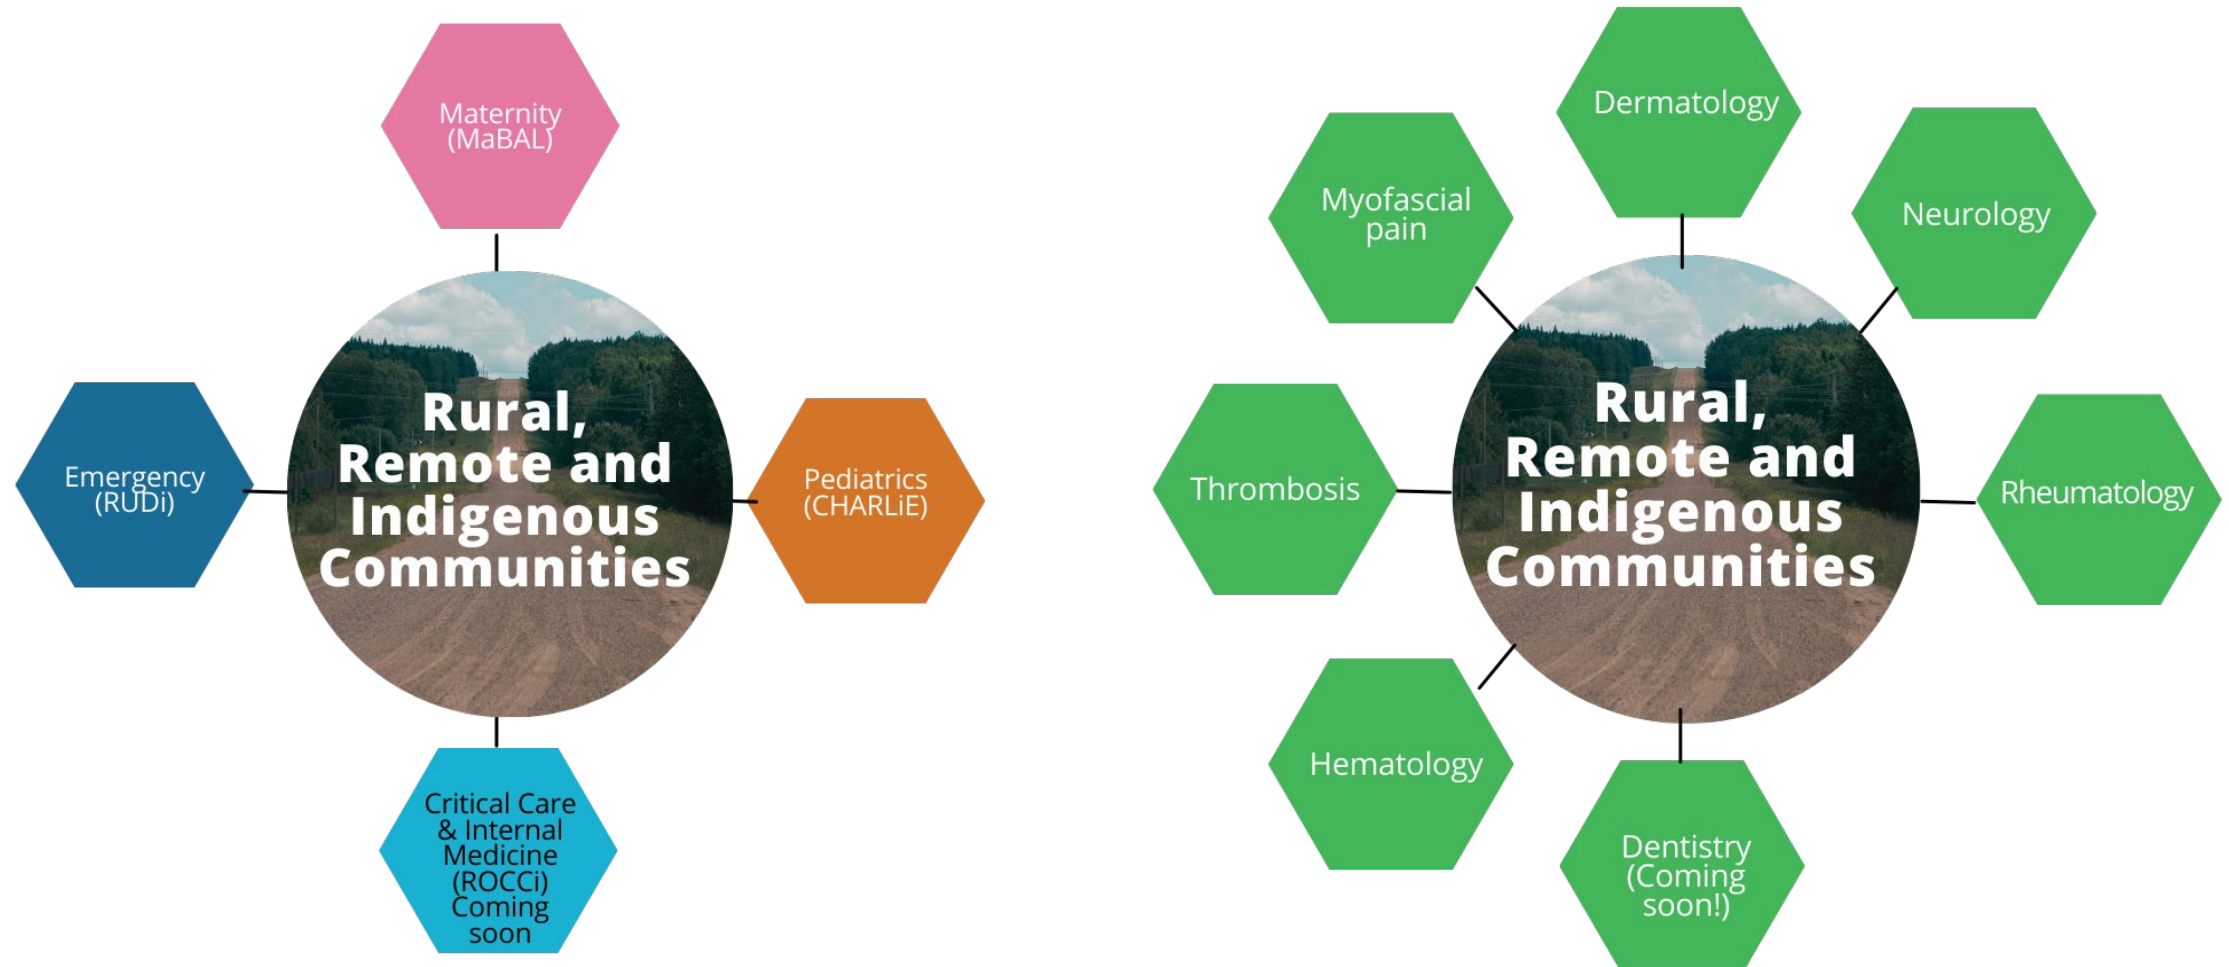 Maternity
(MaBAL)
Emergency
(RUDi)
Rural,
Remote and
Indigenous
Communities
Pediatrics
(CHARLiE)
Critical Care
& Internal
Medicine
(ROCCi)
Coming
soon
Dermatology
Myofascial
pain
Neurology
Thrombosis
Rural,
Remote and
Indigenous
Communities
Rheumatology
Hematology
Dentistry
(Coming
soon!)